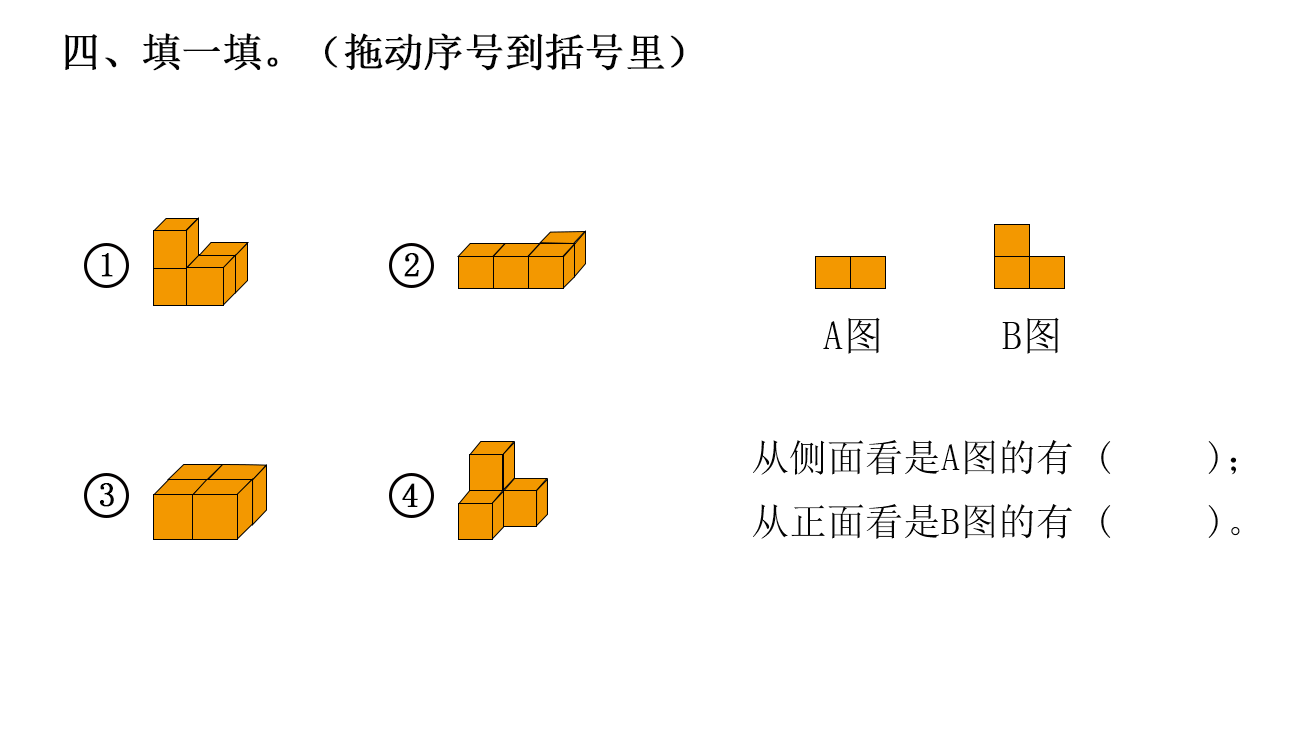 四、填一填。（拖动序号到括号里）
① ②
A图 B图
③ ④
从侧面看是A图的有（ ）；
从正面看是B图的有（ ）。